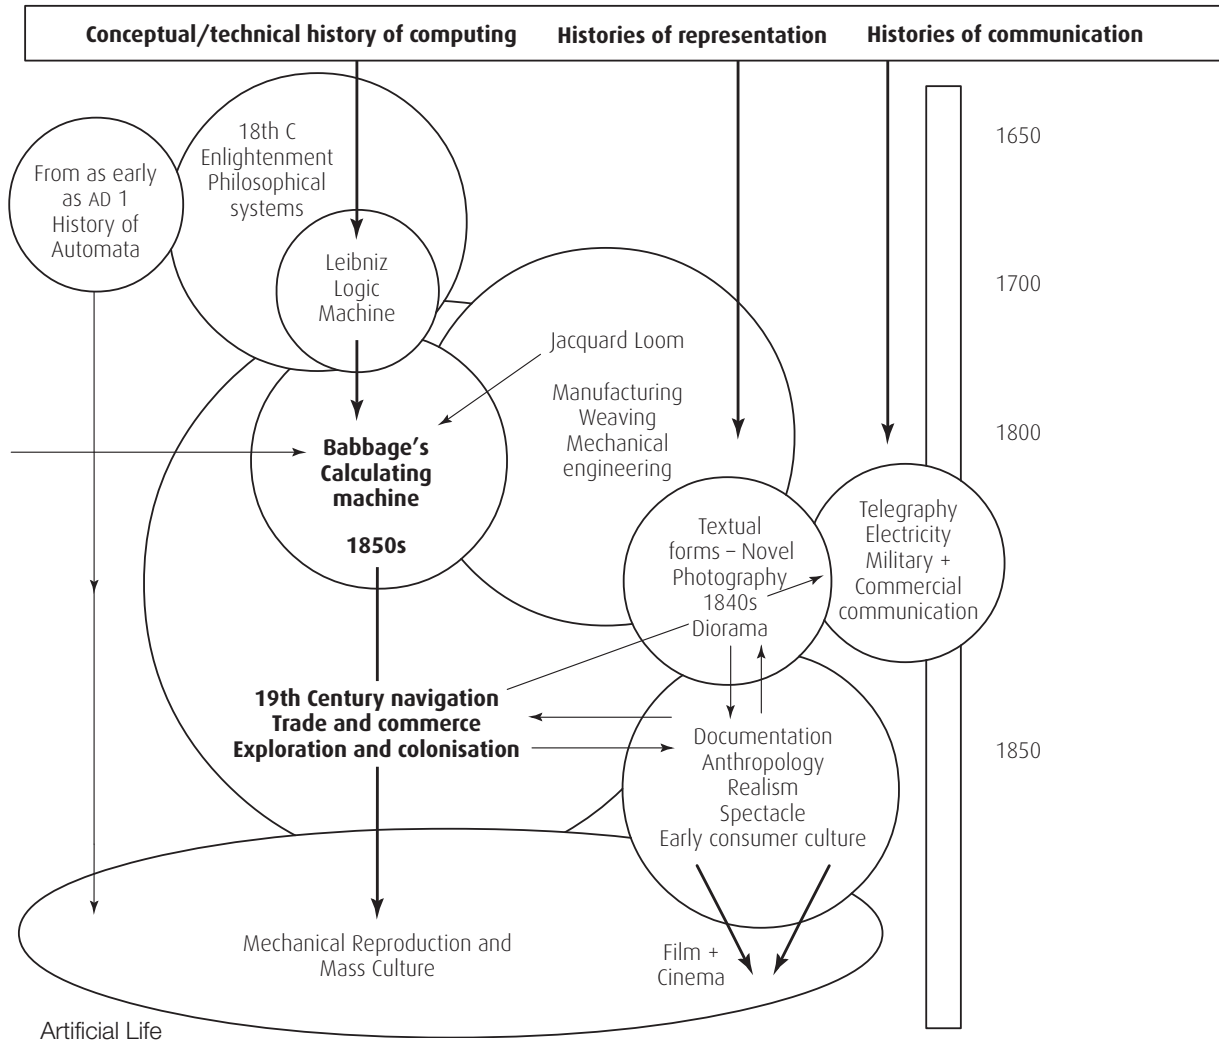 Conceptual/technical history of computing
Histories of representation
Histories of communication
1650
18th C
Enlightenment
Philosophical
systems
From as early
as AD 1
History of
Automata
Leibniz
Logic
Machine
1700
Jacquard Loom
Manufacturing
Weaving
Mechanical
engineering
1800
Babbage's
Calculating
machine
1850s
Textual
forms – Novel
Photography
1840s
Diorama
Telegraphy
Electricity
Military +
Commercial
communication
19th Century navigation
Trade and commerce
Exploration and colonisation
Documentation
Anthropology
Realism
Spectacle
Early consumer culture
1850
Mechanical Reproduction and
Mass Culture
Film +
Cinema
Artificial Life